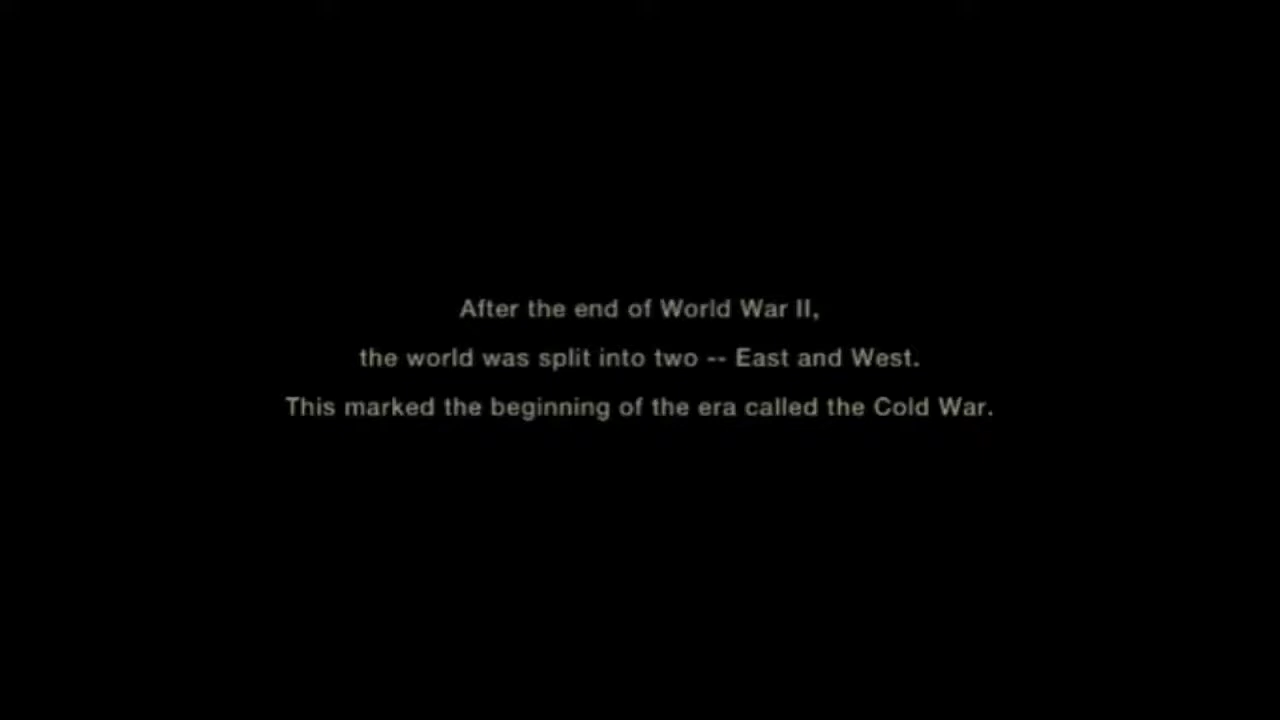 After the end of World War II,
the world was split into two -- East and West.
This marked the beginning of the era called the Cold War.